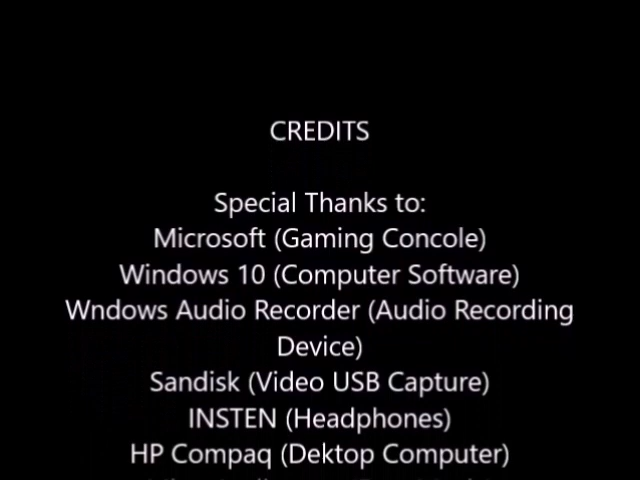 CREDITS
Special Thanks to:
Microsoft (Gaming Concole)
Windows 10 (Computer Software)
Wndows Audio Recorder (Audio Recording
Device)
Sandisk (Video USB Capture)
INSTEN (Headphones)
HP Compaq (Dektop Computer)